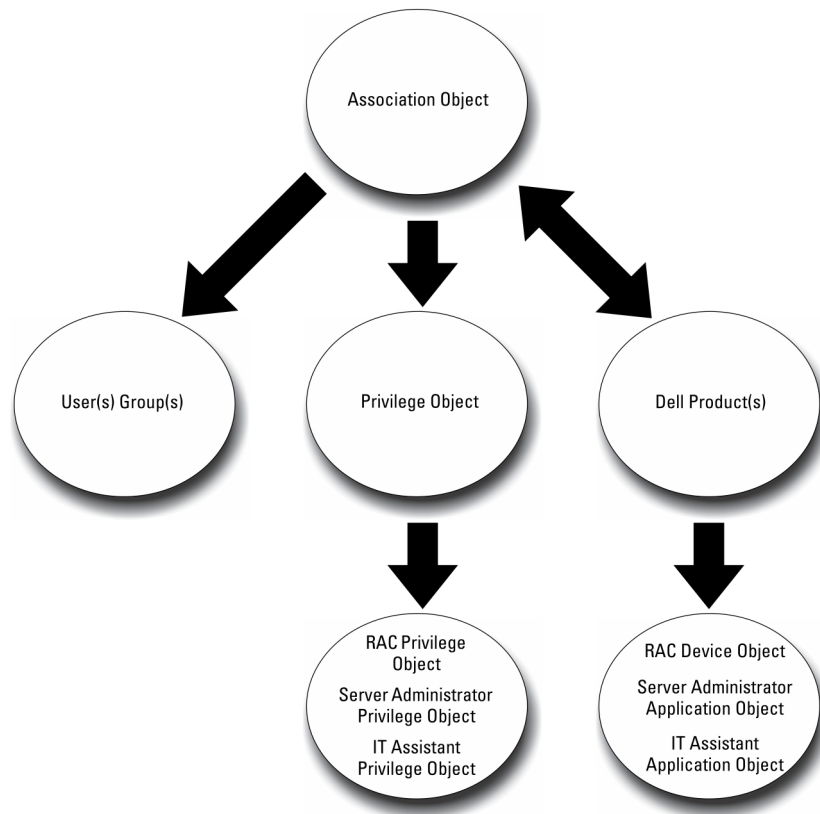 Association Object
User(s) Group(s)
Privilege Object
Dell Product(s)
RAC Privilege
Object
Server Administrator
Privilege Object
IT Assistant
Privilege Object
RAC Device Object
Server Administrator
Application Object
IT Assistant
Application Object